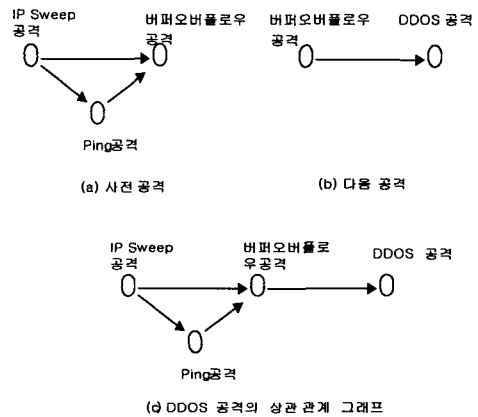 IP Sweep
공격
버퍼오버플로우
공격
Ping공격
(a) 사전 공격
버퍼오버플로우
공격
DDOS 공격
(b) 다음 공격
IP Sweep
공격
버퍼오버플로
우공격
DDOS 공격
Ping공격
(c) DDOS 공격의 상관 관계 그래프